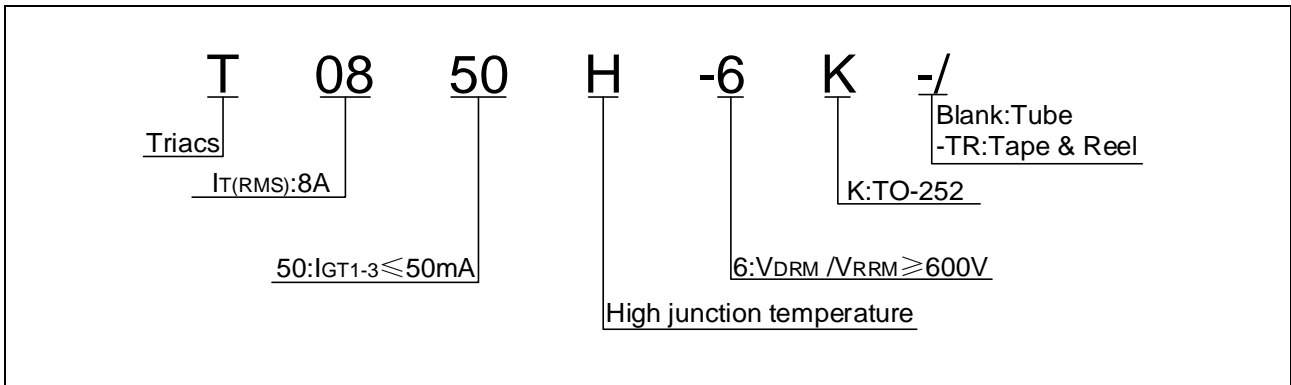 T 08 50 H -6 K -/
Blank:Tube
-TR:Tape & Reel
Triacs
IT(RMS):8A
K:TO-252
50:IGT1-3≤50mA
6:VDRM /VRRM≥600V
High junction temperature